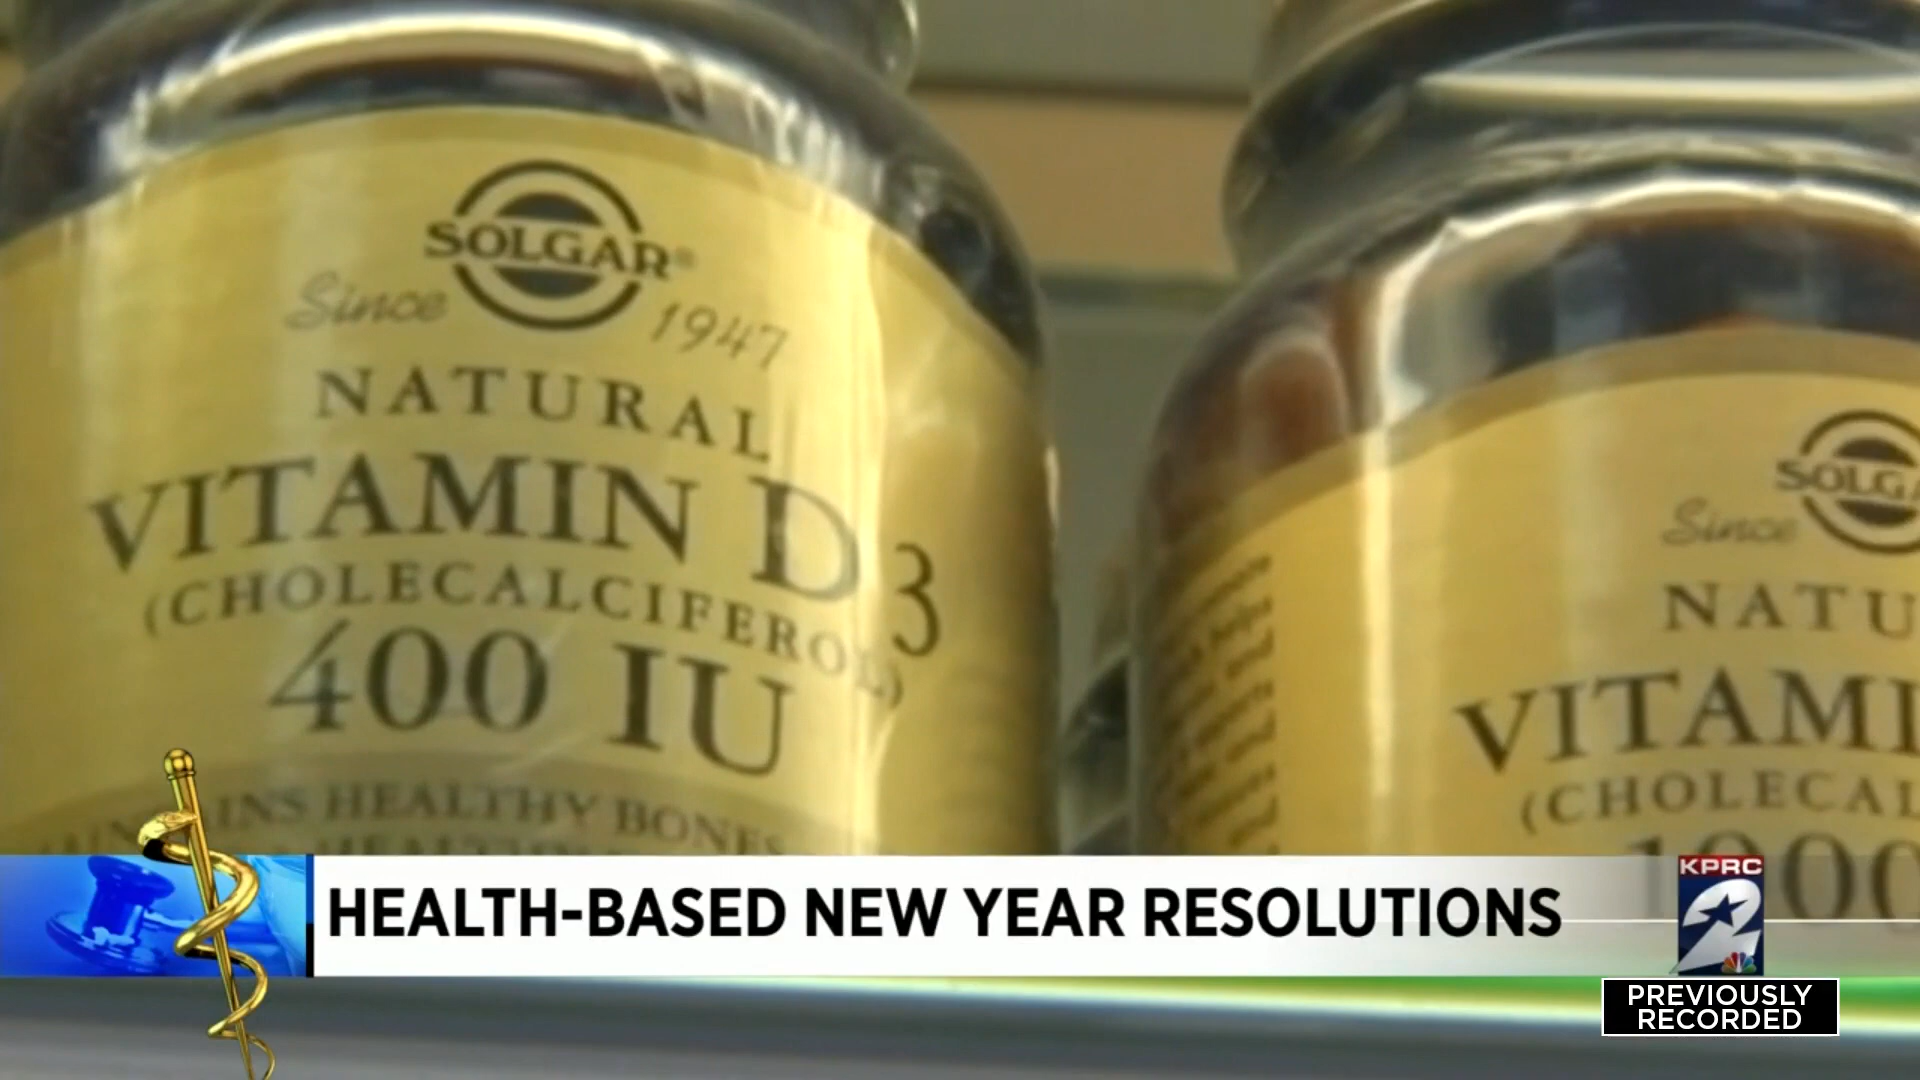 SOLGAR®
Since 1947
NATURAL
VITAMIN D3
(CHOLECALCIFEROL)
400 IU
HEALTHY BONES
SOLGA
Since
NATU
VITAMI
(CHOLECAL
1000
HEALTH-BASED NEW YEAR RESOLUTIONS
KPRC
2
PREVIOUSLY
RECORDED